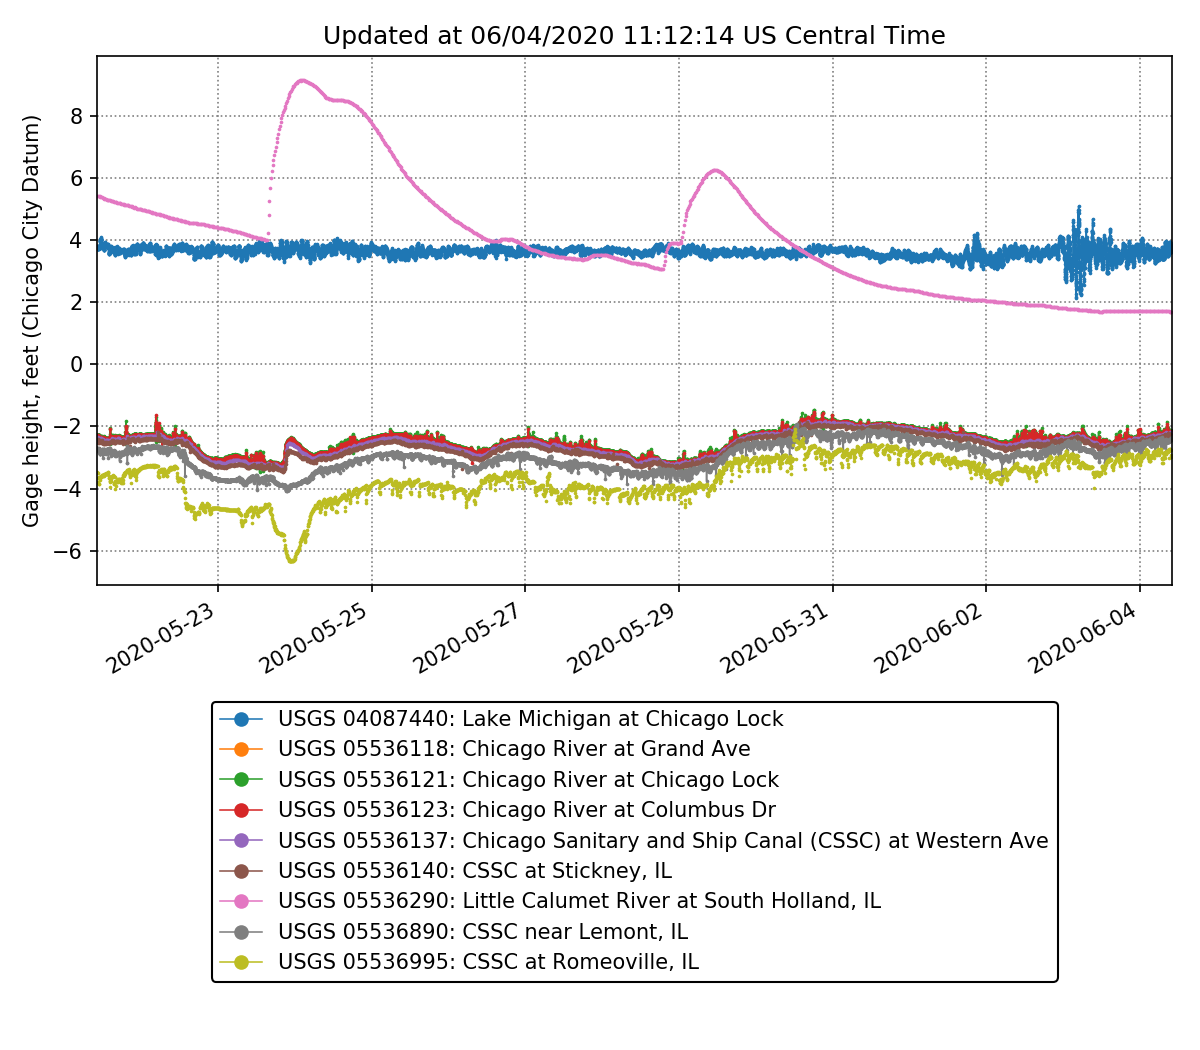 Updated at 06/04/2020 11:12:14 US Central Time
Gage height, feet (Chicago City Datum)
8
6
4
2
0
−2
−4
−6
2020-05-23
2020-05-25
2020-05-27
2020-05-29
2020-05-31
2020-06-02
2020-06-04
USGS 04087440: Lake Michigan at Chicago Lock
USGS 05536118: Chicago River at Grand Ave
USGS 05536121: Chicago River at Chicago Lock
USGS 05536123: Chicago River at Columbus Dr
USGS 05536137: Chicago Sanitary and Ship Canal (CSSC) at Western Ave
USGS 05536140: CSSC at Stickney, IL
USGS 05536290: Little Calumet River at South Holland, IL
USGS 05536890: CSSC near Lemont, IL
USGS 05536995: CSSC at Romeoville, IL